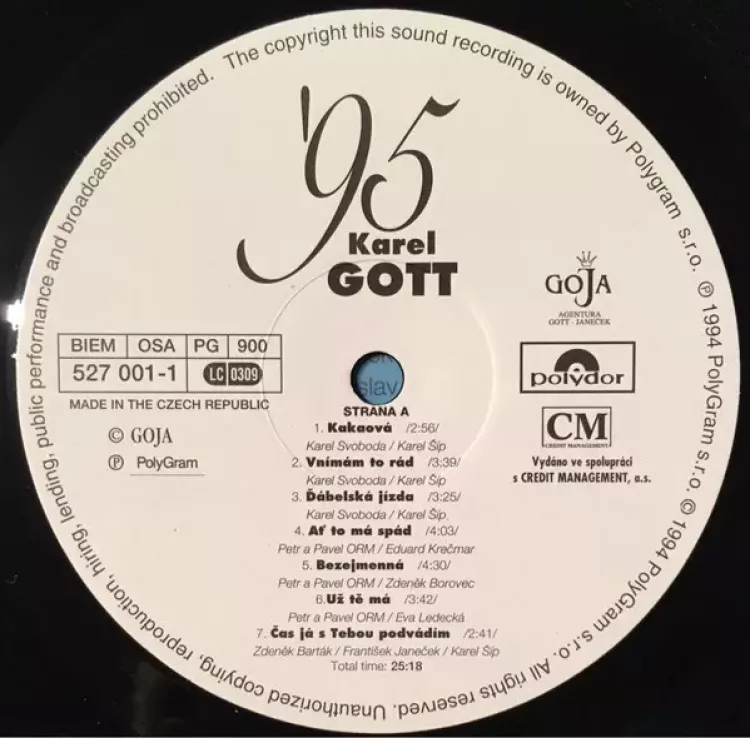 Unauthorized copying, reproduction, hiring, lending, public performance and broadcasting prohibited. The copyright this sound recording is owned by Polygram s.r.o. ℗ 1994 PolyGram s.r.o. © 1994 PolyGram s.r.o. All rights reserved.
'95
Karel
GOTT
GOJA
AGENTURA
GOTT - JANEČEK
BIEM OSA PG 900
527 001-1 LC 0309
MADE IN THE CZECH REPUBLIC
© GOJA
℗ PolyGram
polydor
CM
CREDIT MANAGEMENT
Vydáno ve spolupráci
s CREDIT MANAGEMENT, a.s.
slav
STRANA A
1. Kakaová /2:56/
Karel Svoboda / Karel Šíp
2. Vnímám to rád /3:39/
Karel Svoboda / Karel Šíp
3. Ďábelská jízda /3:25/
Karel Svoboda / Karel Šíp
4. Ať to má spád /4:03/
Petr a Pavel ORM / Eduard Krečmar
5. Bezejmenná /4:30/
Petr a Pavel ORM / Zdeněk Borovec
6. Už tě má /3:42/
Petr a Pavel ORM / Eva Ledecká
7. Čas já s Tebou podvádím /2:41/
Zdeněk Barták / František Janeček / Karel Šíp
Total time: 25:18